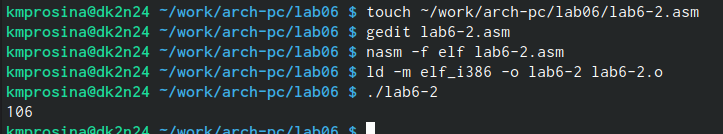 kmprosina@dk2n24 ~/work/arch-pc/lab06 $ touch ~/work/arch-pc/lab06/lab6-2.asm
kmprosina@dk2n24 ~/work/arch-pc/lab06 $ gedit lab6-2.asm
kmprosina@dk2n24 ~/work/arch-pc/lab06 $ nasm -f elf lab6-2.asm
kmprosina@dk2n24 ~/work/arch-pc/lab06 $ ld -m elf_i386 -o lab6-2 lab6-2.o
kmprosina@dk2n24 ~/work/arch-pc/lab06 $ ./lab6-2
106
kmprosina@dk2n24 ~/work/arch-pc/lab06 $